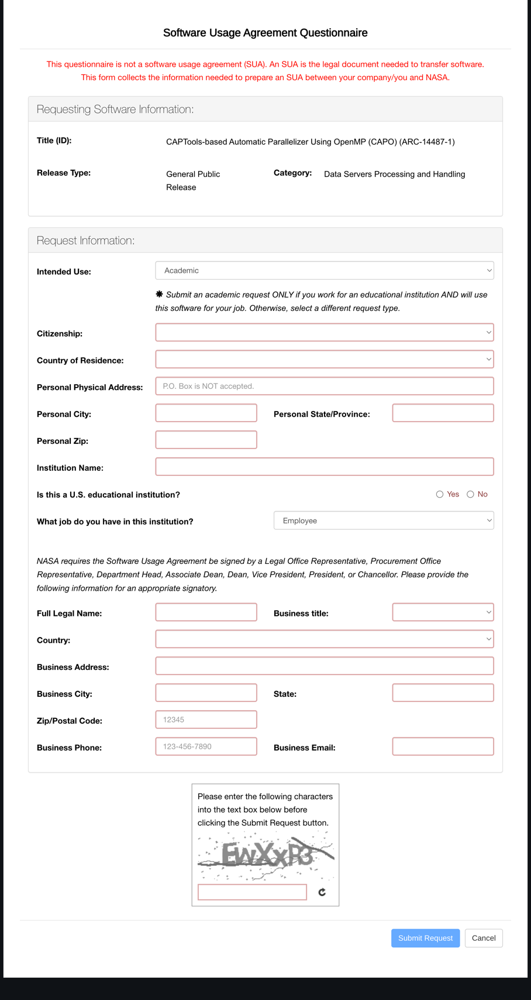 Software Usage Agreement Questionnaire
This questionnaire is not a software usage agreement (SUA). An SUA is the legal document needed to transfer software.
This form collects the information needed to prepare an SUA between your company/you and NASA.
Requesting Software Information:
Title (ID): CAPTools-based Automatic Parallelizer Using OpenMP (CAPO) (ARC-14487-1)
Release Type: General Public Category: Data Servers Processing and Handling
Release
Request Information:
Intended Use: Academic
✱ Submit an academic request ONLY if you work for an educational institution AND will use
this software for your job. Otherwise, select a different request type.
Citizenship:
Country of Residence:
Personal Physical Address: P.O. Box is NOT accepted.
Personal City: Personal State/Province:
Personal Zip:
Institution Name:
Is this a U.S. educational institution? Yes No
What job do you have in this institution? Employee
NASA requires the Software Usage Agreement be signed by a Legal Office Representative, Procurement Office
Representative, Department Head, Associate Dean, Dean, Vice President, President, or Chancellor. Please provide the
following information for an appropriate signatory.
Full Legal Name: Business title:
Country:
Business Address:
Business City: State:
Zip/Postal Code: 12345
Business Phone: 123-456-7890 Business Email:
Please enter the following characters
into the text box below before
clicking the Submit Request button.
Submit Request Cancel